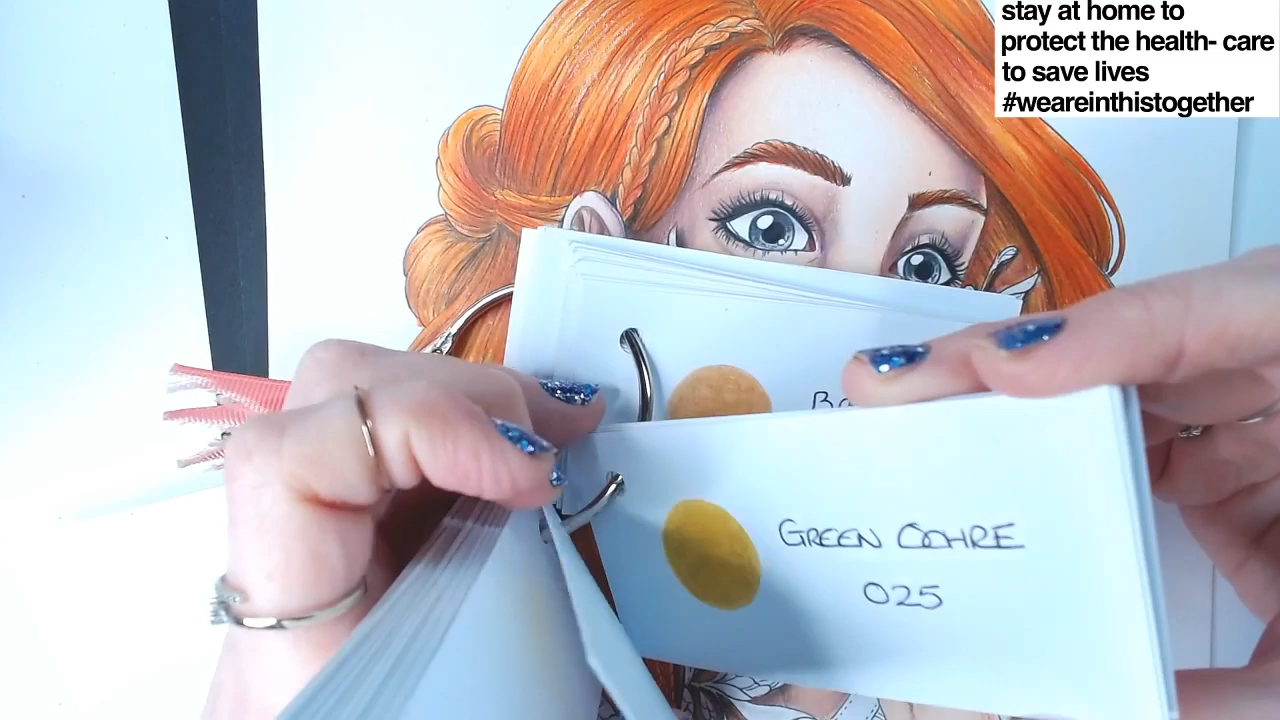 stay at home to
protect the health- care
to save lives
#weareinthistogether
GREEN OCHRE
025